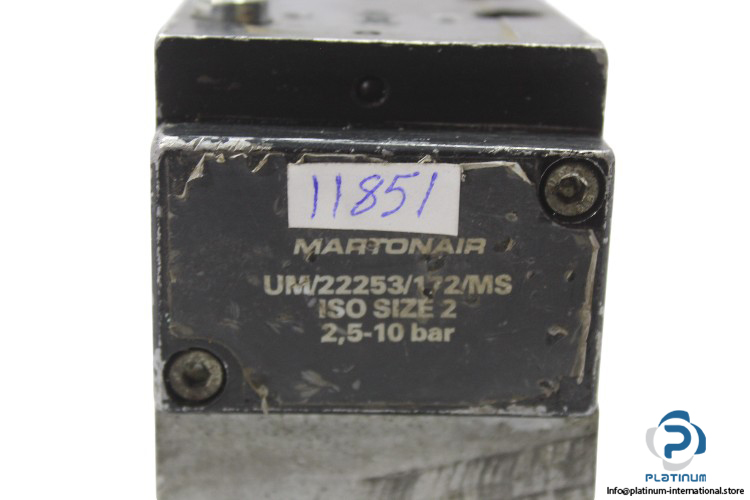 11851
MARTONAIR
UM/22253/172/MS
ISO SIZE 2
2,5-10 bar
PLATINUM
Info@platinum-international.store